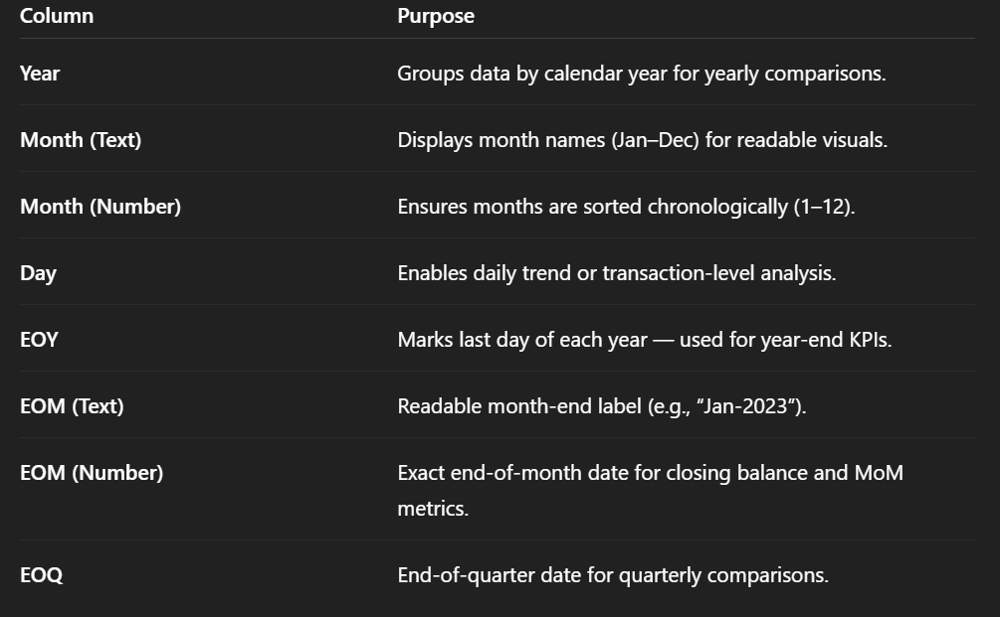 Column Purpose
Year Groups data by calendar year for yearly comparisons.
Month (Text) Displays month names (Jan–Dec) for readable visuals.
Month (Number) Ensures months are sorted chronologically (1–12).
Day Enables daily trend or transaction-level analysis.
EOY Marks last day of each year — used for year-end KPIs.
EOM (Text) Readable month-end label (e.g., “Jan-2023”).
EOM (Number) Exact end-of-month date for closing balance and MoM
metrics.
EOQ End-of-quarter date for quarterly comparisons.